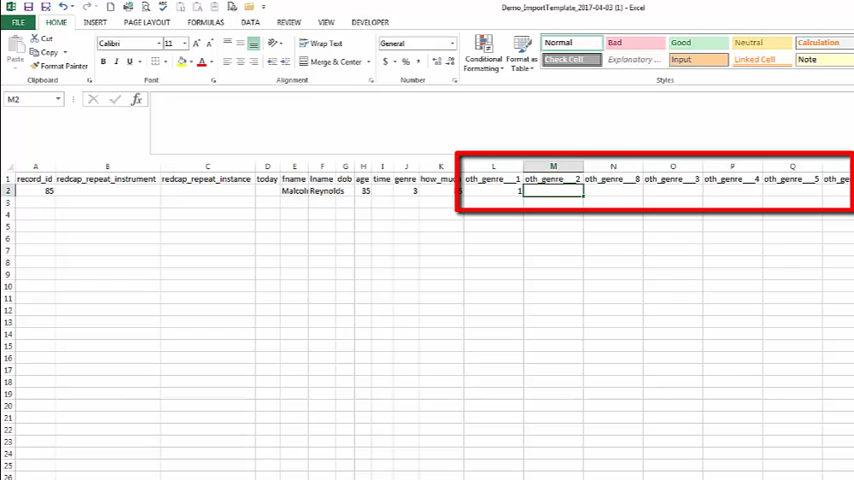 Demo_ImportTemplate_2017-04-03 (1) - Excel
FILE HOME INSERT PAGE LAYOUT FORMULAS DATA REVIEW VIEW DEVELOPER
Cut
Copy
Format Painter
Paste
Clipboard
Calibri 11 A A
B I U A
Font
Wrap Text
Merge & Center
Alignment
General
$ % ,
Number
Conditional Formatting
Format as Table
Normal Bad Good Neutral Calculation
Check Cell Explanatory ... Input Linked Cell Note
Styles
M2 fx
A B C D E F G H I J K L M N O P Q
1 record_id redcap_repeat_instrument redcap_repeat_instance today fname lname dob age time genre how_much oth_genre___1 oth_genre___2 oth_genre___8 oth_genre___3 oth_genre___4 oth_genre___5 oth_ge
2 85 Malcol Reynolds 35 3 1
3
4
5
6
7
8
9
10
11
12
13
14
15
16
17
18
19
20
21
22
23
24
25
26